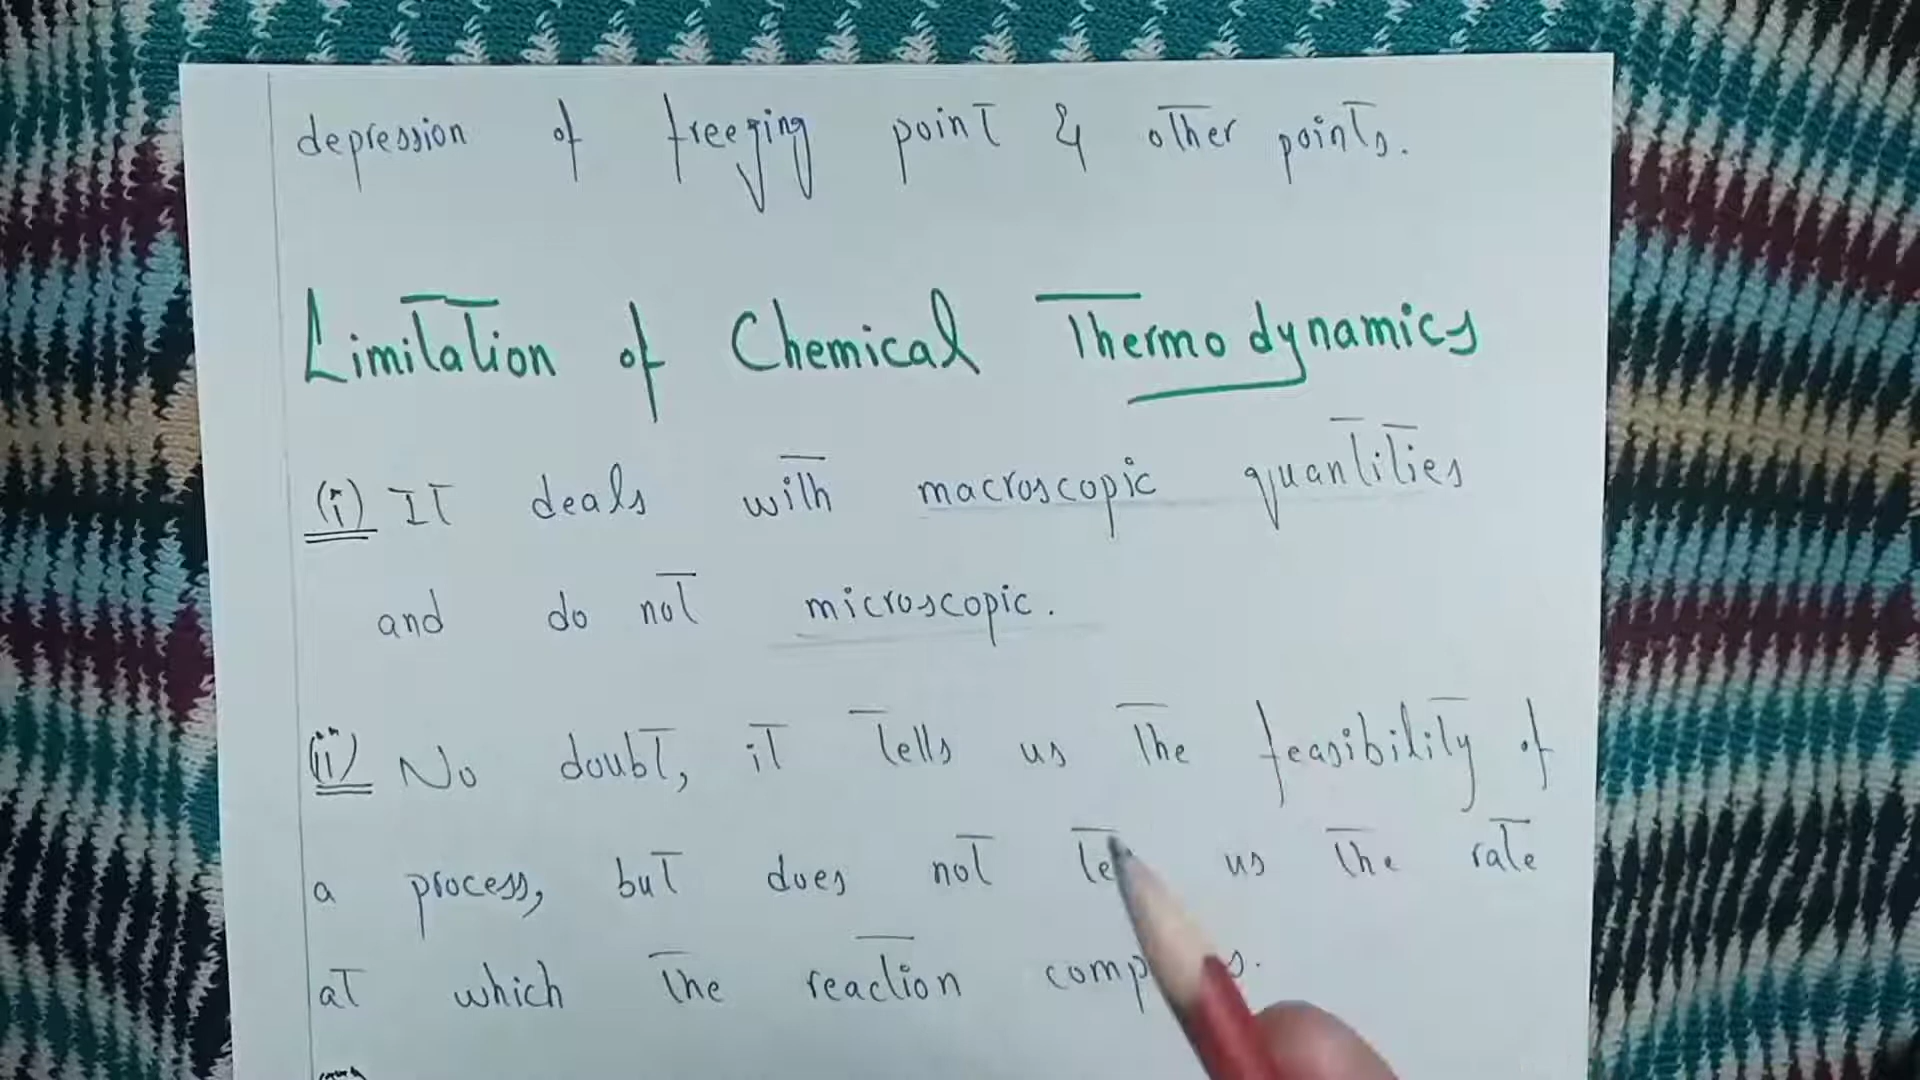 depression of freezing point & other points.
Limitation of Chemical Thermodynamics
(i) It deals with macroscopic quantities
and do not microscopic.
(ii) No doubt, it tells us the feasibility of
a process, but does not us the rate
at which the reaction